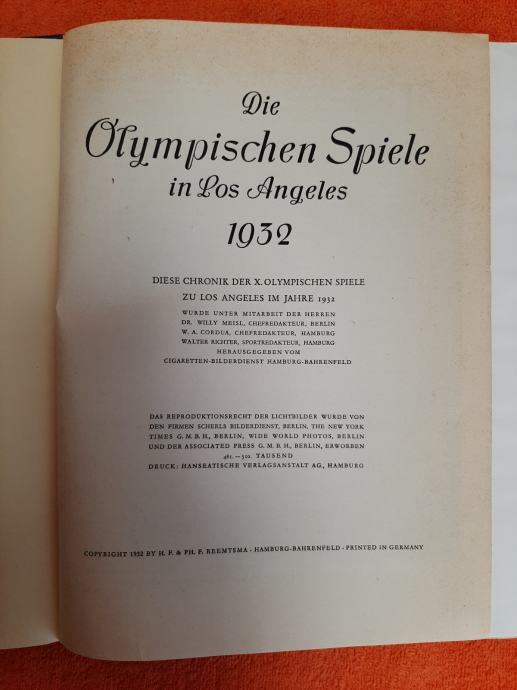 Die
Olympischen Spiele
in Los Angeles
1932
DIESE CHRONIK DER X. OLYMPISCHEN SPIELE
ZU LOS ANGELES IM JAHRE 1932
WURDE UNTER MITARBEIT DER HERREN
DR. WILLY MEISL, CHEFREDAKTEUR, BERLIN
W. A. CORDUA, CHEFREDAKTEUR, HAMBURG
WALTER RICHTER, SPORTREDAKTEUR, HAMBURG
HERAUSGEGEBEN VOM
CIGARETTEN-BILDERDIENST HAMBURG-BAHRENFELD
DAS REPRODUKTIONSRECHT DER LICHTBILDER WURDE VON
DEN FIRMEN SCHERLS BILDERDIENST, BERLIN, THE NEW YORK
TIMES G. M. B. H., BERLIN, WIDE WORLD PHOTOS, BERLIN
UND DER ASSOCIATED PRESS G. M. B. H., BERLIN, ERWORBEN
TAUSEND
DRUCK: HANSEATISCHE VERLAGSANSTALT AG., HAMBURG
COPYRIGHT 1932 BY H. F. & PH. F. REEMTSMA · HAMBURG-BAHRENFELD · PRINTED IN GERMANY